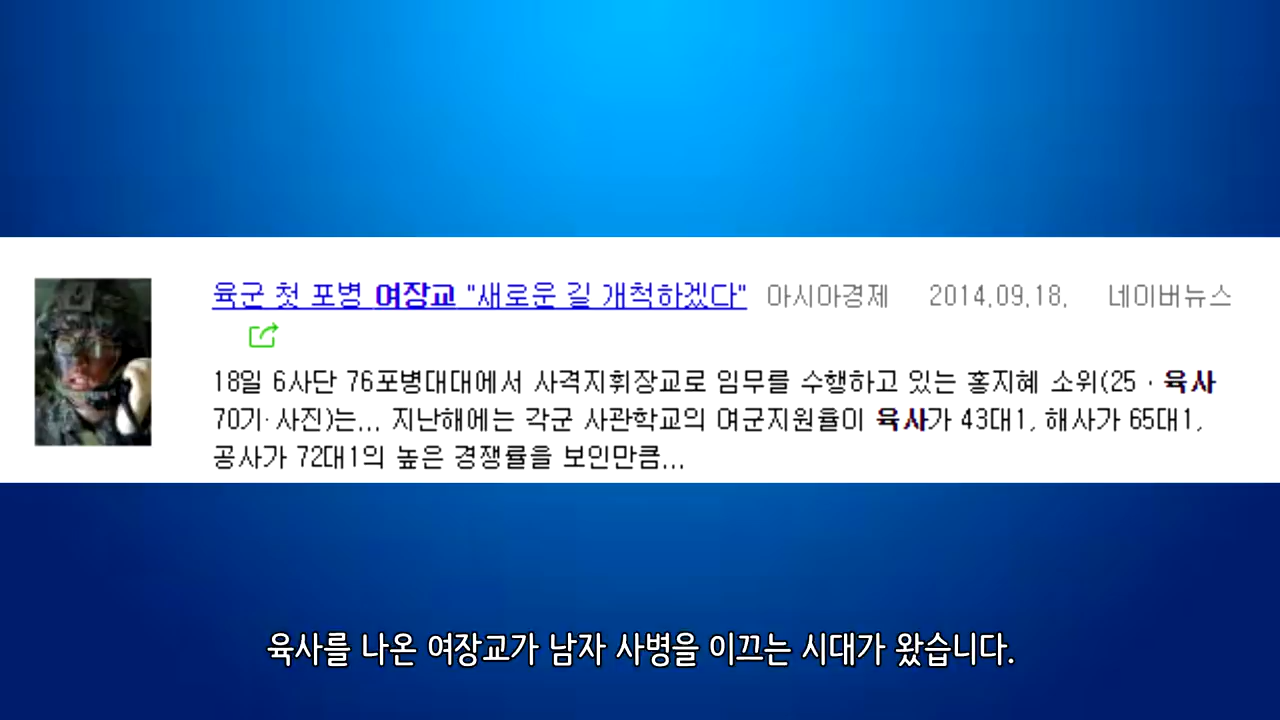 육군 첫 포병 여장교 "새로운 길 개척하겠다" 아시아경제 2014.09.18. 네이버뉴스
18일 6사단 76포병대대에서 사격지휘장교로 임무를 수행하고 있는 홍지혜 소위(25 · 육사
70기·사진)는... 지난해에는 각군 사관학교의 여군지원율이 육사가 43대1, 해사가 65대1,
공사가 72대1의 높은 경쟁률을 보인만큼...
육사를 나온 여장교가 남자 사병을 이끄는 시대가 왔습니다.